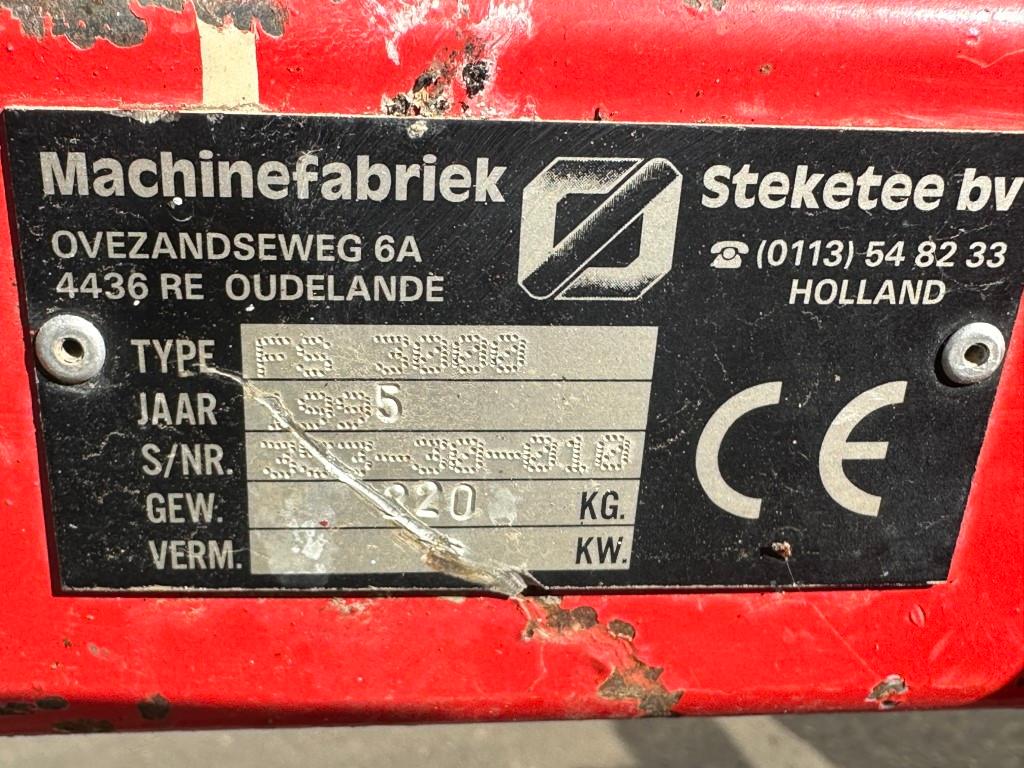 Machinefabriek Steketee bv
OVEZANDSEWEG 6A
4436 RE OUDELANDE
☎ (0113) 54 82 33
HOLLAND
TYPE FS 3000
JAAR 1995
S/NR.
GEW. KG.
VERM. KW.
CE